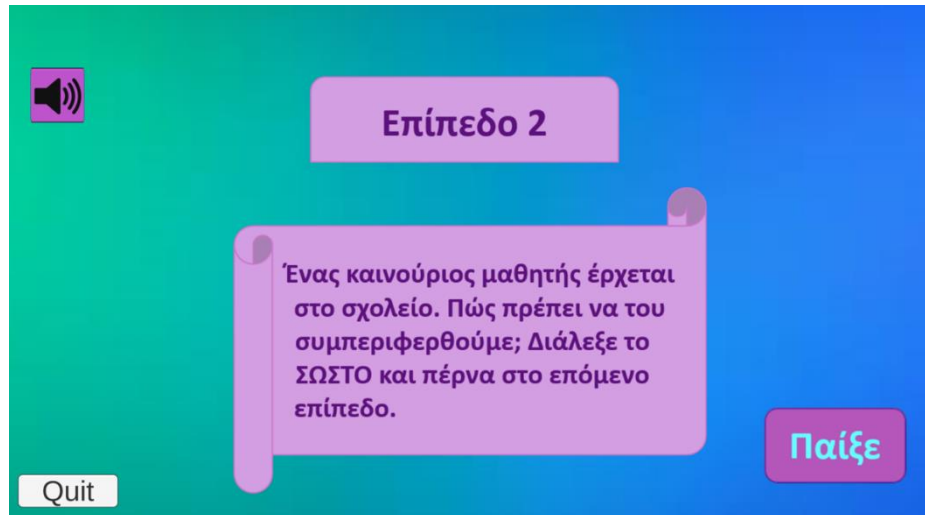 Επίπεδο 2
Ένας καινούριος μαθητής έρχεται
στο σχολείο. Πώς πρέπει να του
συμπεριφερθούμε; Διάλεξε το
ΣΩΣΤΟ και πέρνα στο επόμενο
επίπεδο.
Παίξε
Quit